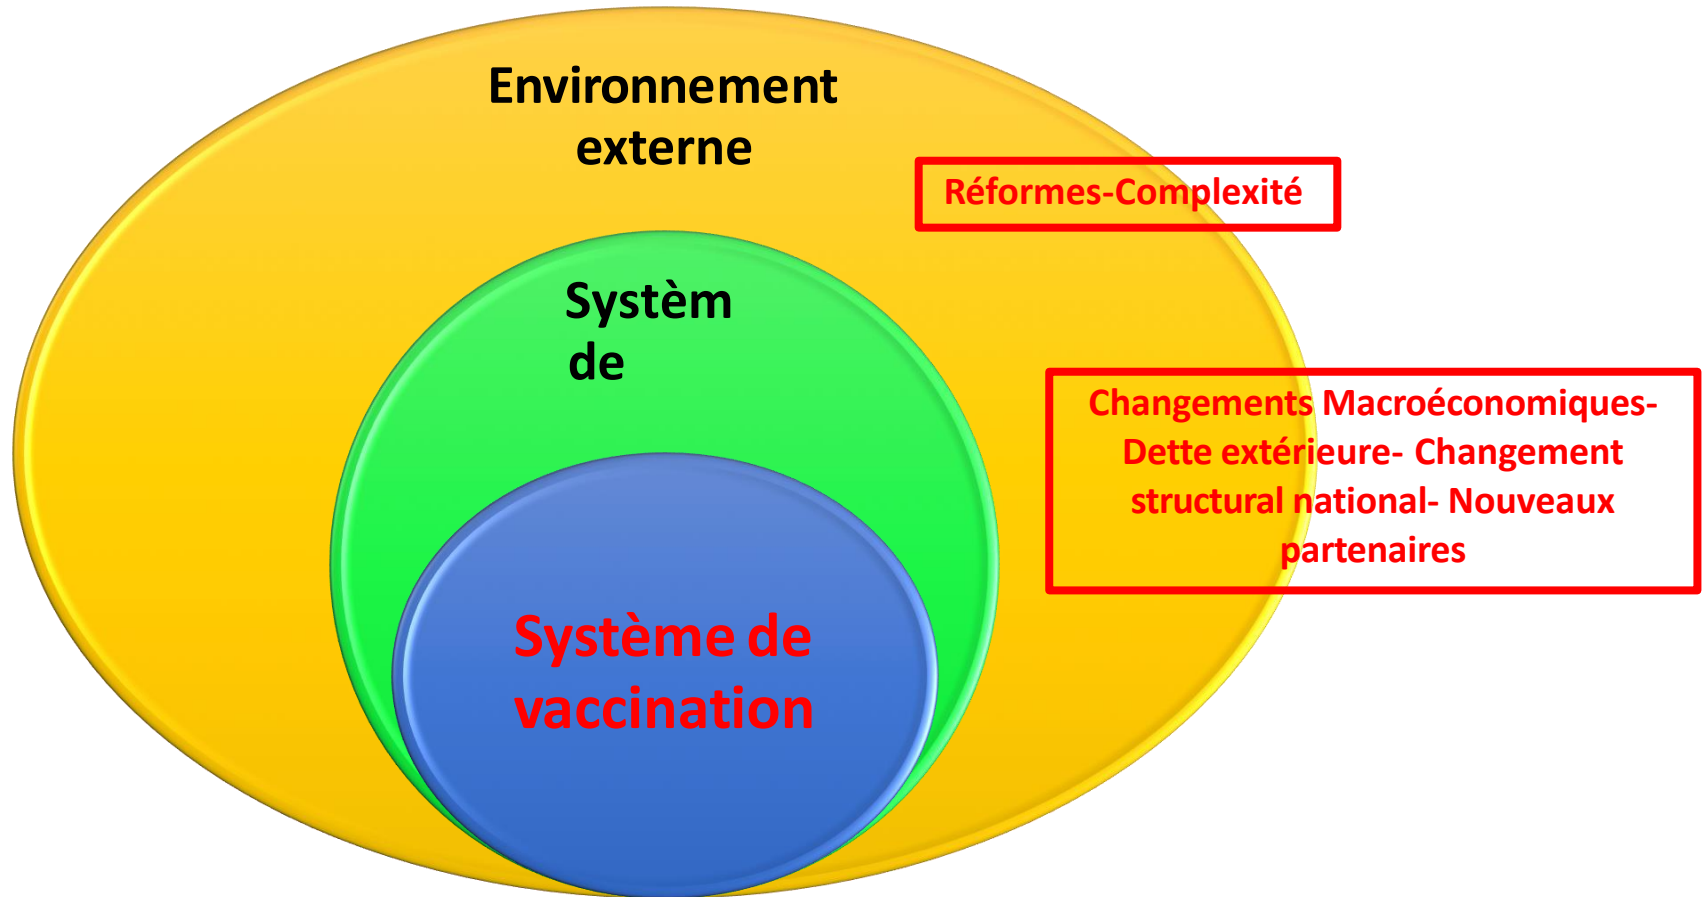 Environnement
externe
Réformes-Complexité
Systèm
de
Changements Macroéconomiques-
Dette extérieure- Changement
structural national- Nouveaux
partenaires
Système de
vaccination